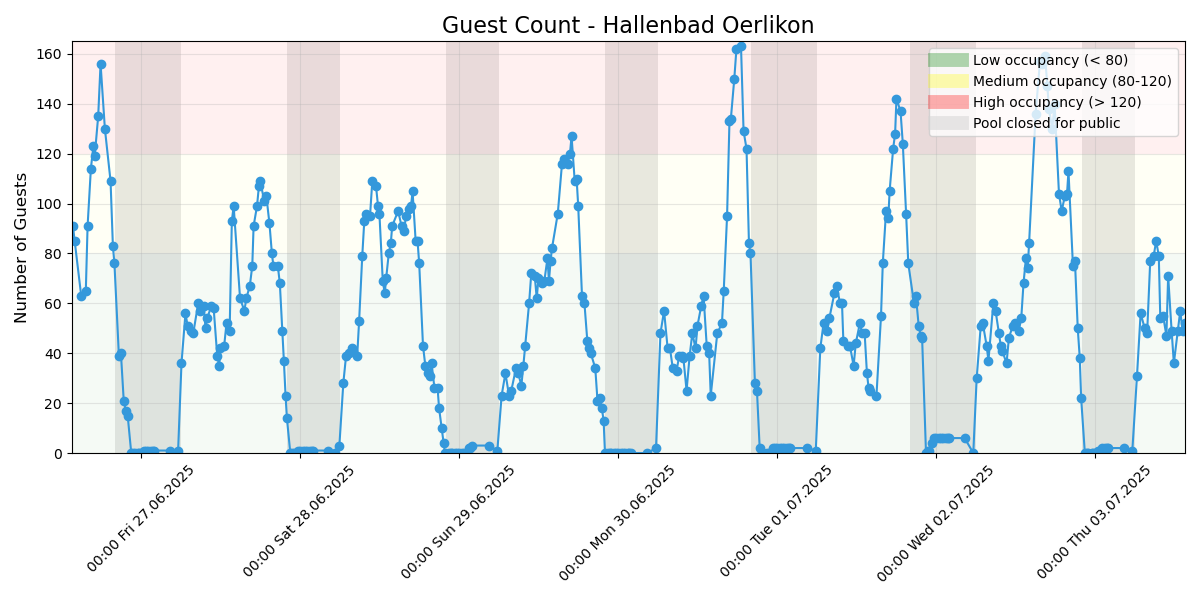 Guest Count - Hallenbad Oerlikon
Low occupancy (< 80)
Medium occupancy (80-120)
High occupancy (> 120)
Pool closed for public
Number of Guests
160
140
120
100
80
60
40
20
0
00:00 Fri 27.06.2025
00:00 Sat 28.06.2025
00:00 Sun 29.06.2025
00:00 Mon 30.06.2025
00:00 Tue 01.07.2025
00:00 Wed 02.07.2025
00:00 Thu 03.07.2025